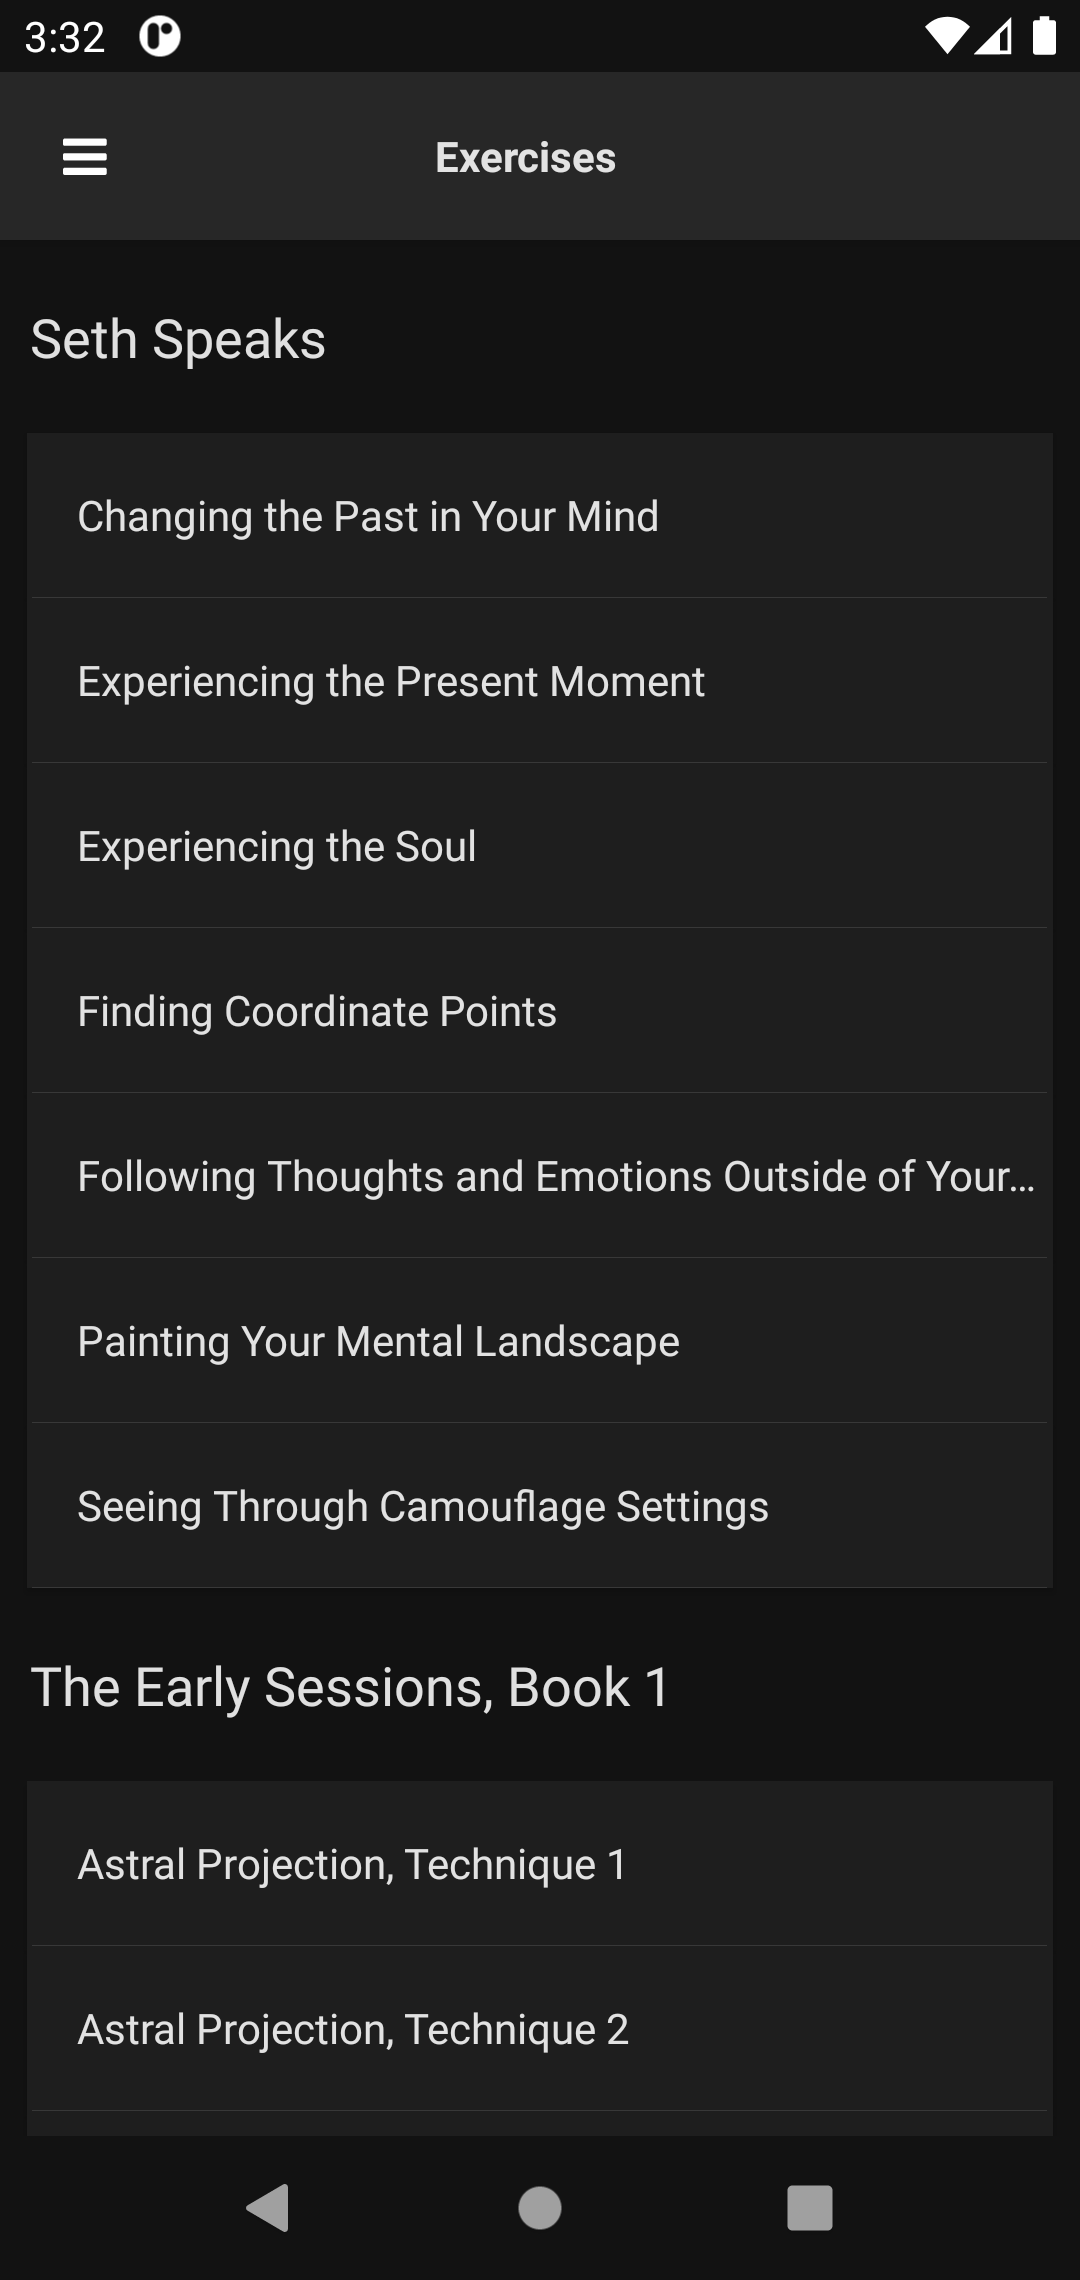 3:32
Exercises
Seth Speaks
Changing the Past in Your Mind
Experiencing the Present Moment
Experiencing the Soul
Finding Coordinate Points
Following Thoughts and Emotions Outside of Your...
Painting Your Mental Landscape
Seeing Through Camouflage Settings
The Early Sessions, Book 1
Astral Projection, Technique 1
Astral Projection, Technique 2